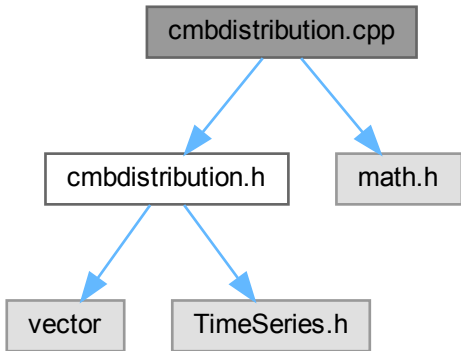 cmbdistribution.cpp
cmbdistribution.h
math.h
vector
TimeSeries.h